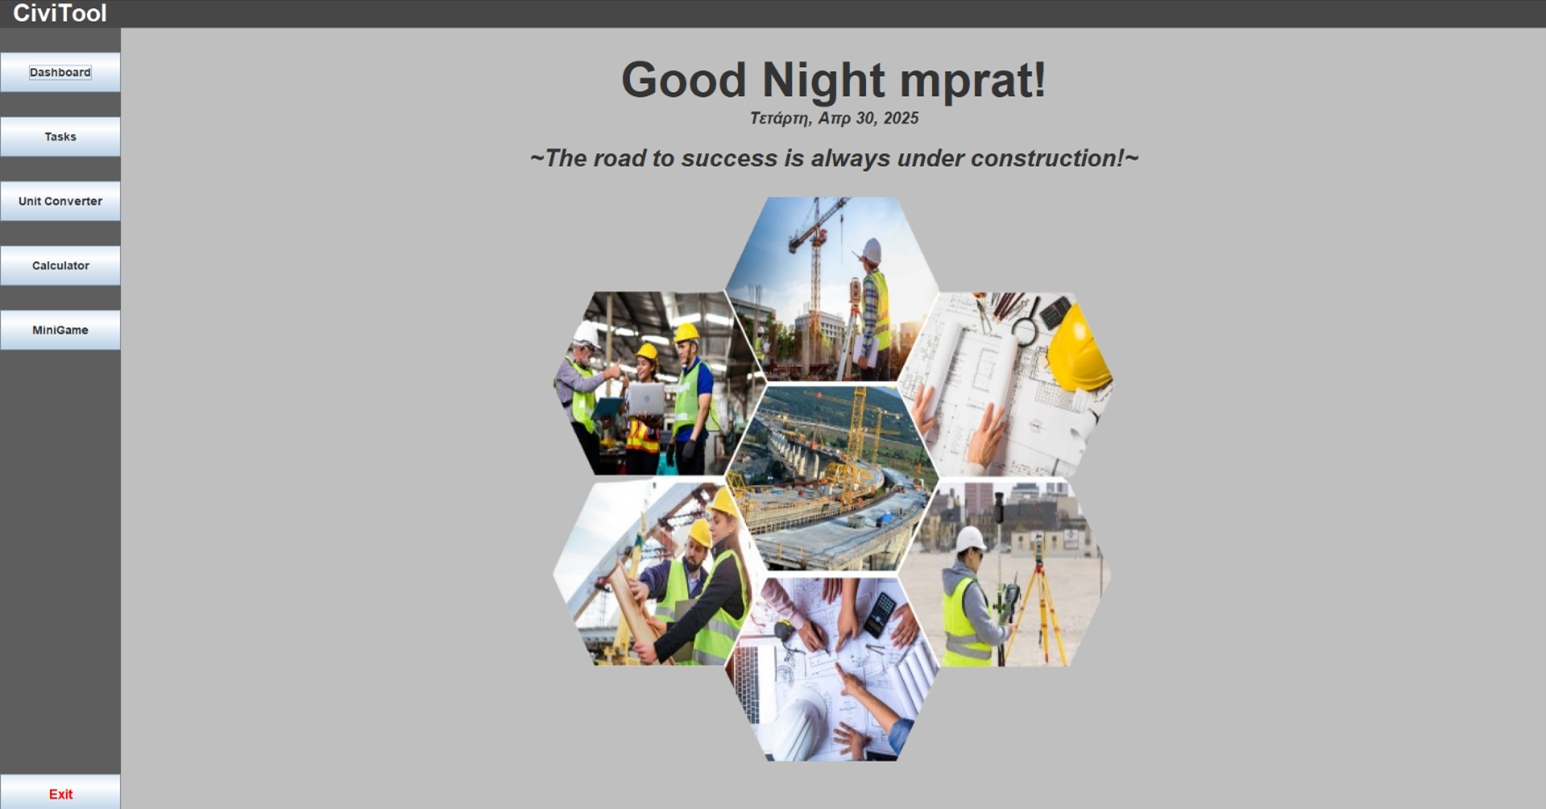 CiviTool
Dashboard
Tasks
Unit Converter
Calculator
MiniGame
Exit
Good Night mprat!
Τετάρτη, Απρ 30, 2025
~The road to success is always under construction!~